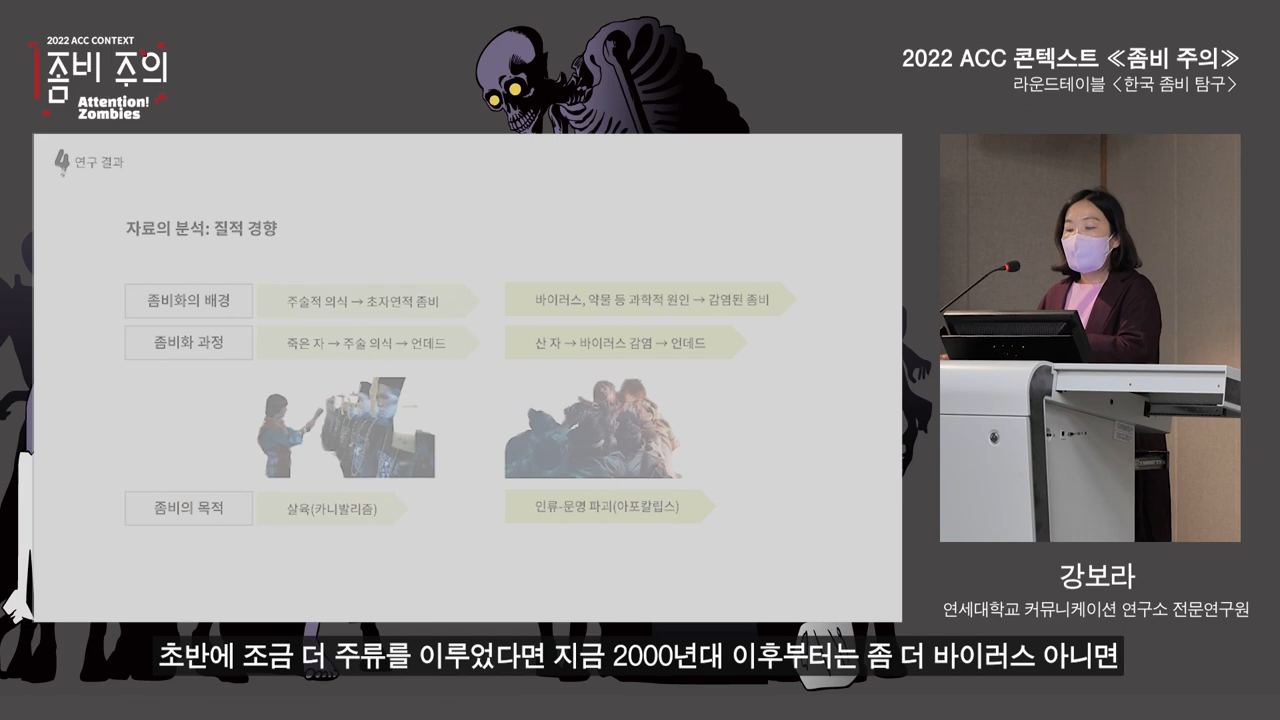 2022 ACC CONTEXT
좀비 주의
Attention!
Zombies
2022 ACC 콘텍스트 ≪좀비 주의≫
라운드테이블 〈한국 좀비 탐구〉
4 연구 결과
자료의 분석: 질적 경향
좀비화의 배경 주술적 의식 → 초자연적 좀비 바이러스, 약물 등 과학적 원인 → 감염된 좀비
좀비화 과정 죽은 자 → 주술 의식 → 언데드 산 자 → 바이러스 감염 → 언데드
좀비의 목적 살육(카니발리즘) 인류-문명 파괴(아포칼립스)
강보라
연세대학교 커뮤니케이션 연구소 전문연구원
초반에 조금 더 주류를 이루었다면 지금 2000년대 이후부터는 좀 더 바이러스 아니면